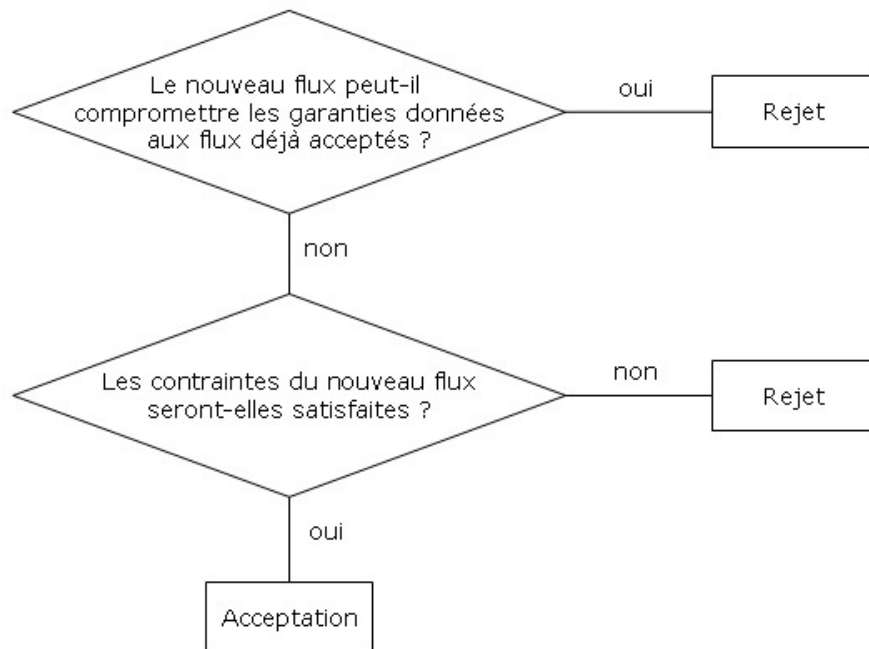 Le nouveau flux peut-il
compromettre les garanties données
aux flux déjà acceptés ?
oui
Rejet
non
Les contraintes du nouveau flux
seront-elles satisfaites ?
non
Rejet
oui
Acceptation